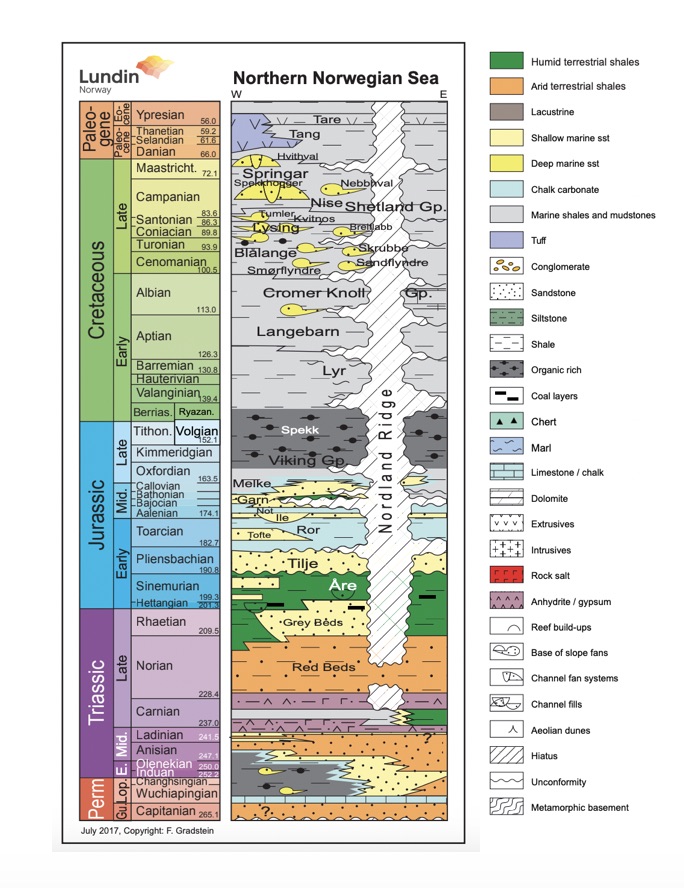 Lundin
Norway
Northern Norwegian Sea
W E
Paleo-
gene
Eo-
cene
Paleo-
cene
Ypresian 56.0
Thanetian 59.2
Selandian 61.6
Danian 66.0
Cretaceous
Late
Maastricht. 72.1
Campanian 83.6
Santonian 86.3
Coniacian 89.8
Turonian 93.9
Cenomanian 100.5
Early
Albian 113.0
Aptian 126.3
Barremian 130.8
Hauterivian
Valanginian 139.4
Berrias. Ryazan.
Jurassic
Late
Tithon. Volgian 152.1
Kimmeridgian
Oxfordian 163.5
Mid.
Callovian
Bathonian
Bajocian
Aalenian 174.1
Early
Toarcian 182.7
Pliensbachian 190.8
Sinemurian 199.3
Hettangian 201.3
Triassic
Late
Rhaetian 209.5
Norian 228.4
Carnian 237.0
Mid.
Ladinian 241.5
Anisian 247.1
E.
Olenekian 250.0
Induan 252.2
Perm
Lop.
Changhsingian
Wuchiapingian
Gu.
Capitanian 265.1
Tare
Tang
Hvithval
Springar
Spekkhogger
Nebbhval
Nise
Shetland Gp.
Tumler
Kvitnos
Lysing
Breiflabb
Blålange
Skrubbe
Smørflyndre
Sandflyndre
Cromer Knoll Gp.
Langebarn
Lyr
Spekk
Viking Gp.
Nordland Ridge
Melke
Garn
Not
Ile
Tofte
Ror
Tilje
Åre
Grey Beds
Red Beds
?
?
July 2017, Copyright: F. Gradstein
Humid terrestrial shales
Arid terrestrial shales
Lacustrine
Shallow marine sst
Deep marine sst
Chalk carbonate
Marine shales and mudstones
Tuff
Conglomerate
Sandstone
Siltstone
Shale
Organic rich
Coal layers
Chert
Marl
Limestone / chalk
Dolomite
Extrusives
Intrusives
Rock salt
Anhydrite / gypsum
Reef build-ups
Base of slope fans
Channel fan systems
Channel fills
Aeolian dunes
Hiatus
Unconformity
Metamorphic basement